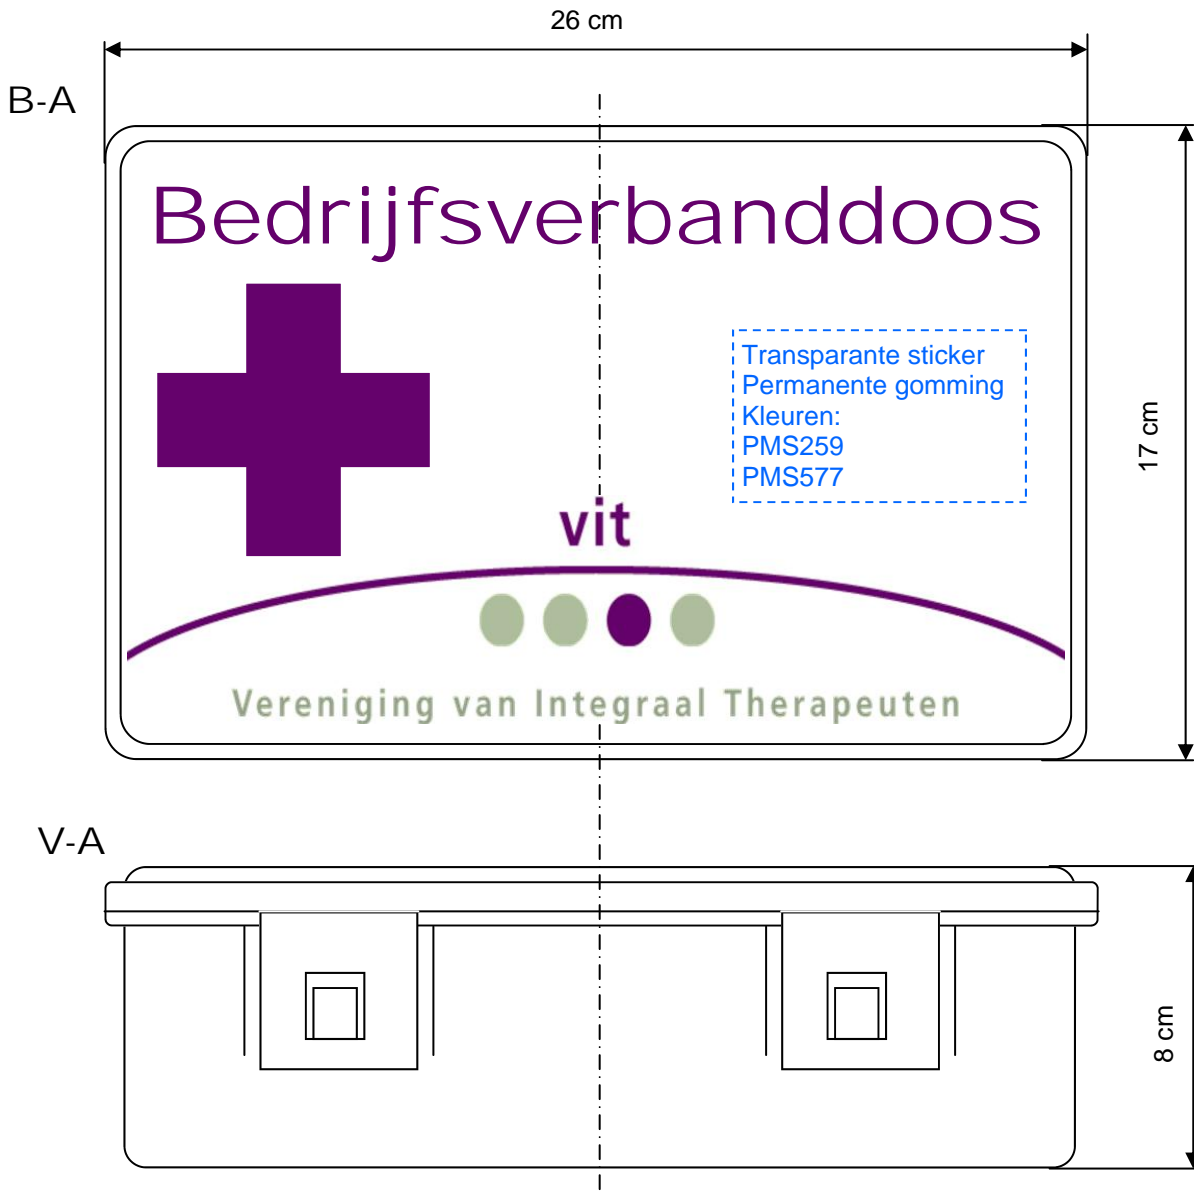 26 cm
B-A
Bedrijfsverbanddoos
Transparante sticker
Permanente gomming
Kleuren:
PMS259
PMS577
17 cm
vit
Vereniging van Integraal Therapeuten
V-A
8 cm